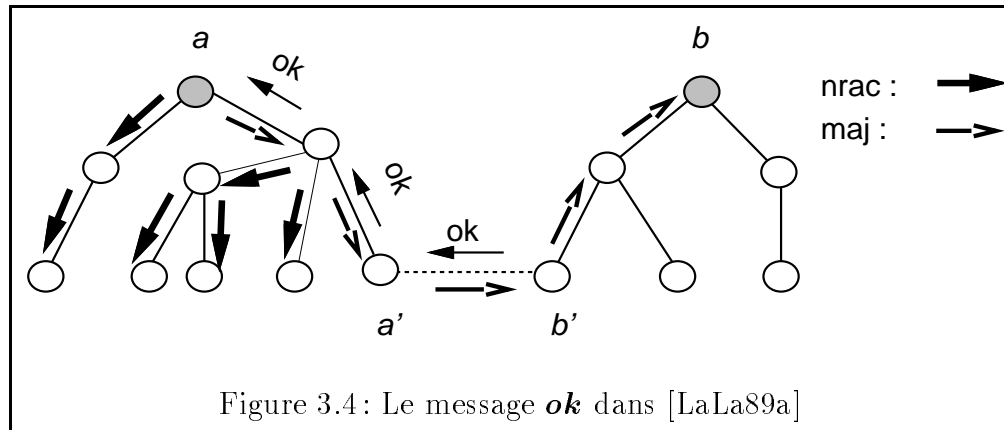 a
b
ok
nrac :
maj :
ok
ok
a'
b'
Figure 3.4: Le message ok dans [LaLa89a]